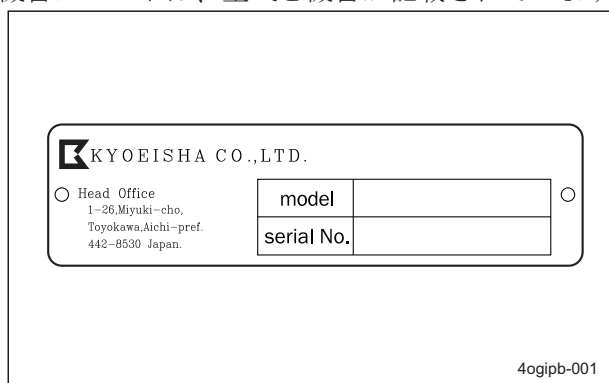 KYOEISHA CO.,LTD.
Head Office
1-26,Miyuki-cho,
Toyokawa,Aichi-pref.
442-8530 Japan.
model
serial No.
4ogipb-001